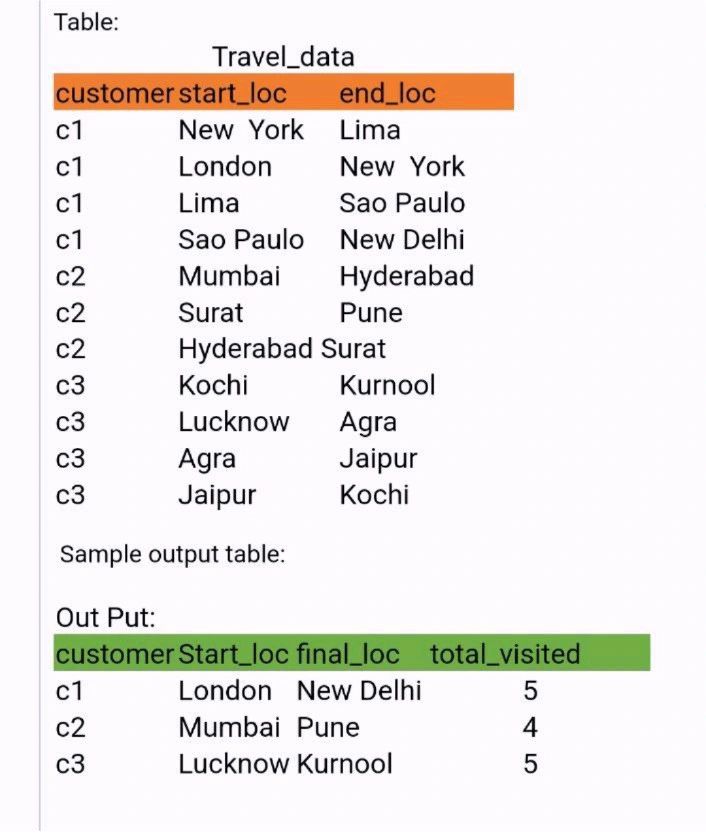 Table:
Travel_data
customer start_loc end_loc
c1 New York Lima
c1 London New York
c1 Lima Sao Paulo
c1 Sao Paulo New Delhi
c2 Mumbai Hyderabad
c2 Surat Pune
c2 Hyderabad Surat
c3 Kochi Kurnool
c3 Lucknow Agra
c3 Agra Jaipur
c3 Jaipur Kochi
Sample output table:
Out Put:
customer Start_loc final_loc total_visited
c1 London New Delhi 5
c2 Mumbai Pune 4
c3 Lucknow Kurnool 5